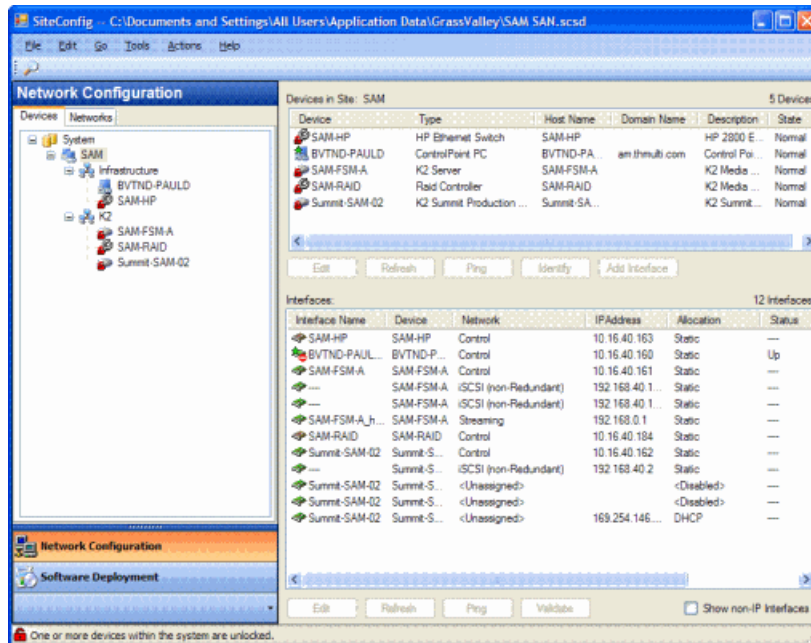 SiteConfig -- C:\Documents and Settings\All Users\Application Data\GrassValley\SAM SAN.scsd
File Edit Go Tools Actions Help
Network Configuration
Devices Networks
System
SAM
Infrastructure
BVTND-PAULD
SAM-HP
K2
SAM-FSM-A
SAM-RAID
Summit-SAM-02
Network Configuration
Software Deployment
Devices in Site: SAM 5 Device
Device Type Host Name Domain Name Description State
SAM-HP HP Ethernet Switch SAM-HP HP 2800 E... Normal
BVTND-PAULD ControlPoint PC BVTND-PA... am.thmulti.com Control Poi... Normal
SAM-FSM-A K2 Server SAM-FSM-A K2 Media ... Normal
SAM-RAID Raid Controller SAM-RAID K2 Media ... Normal
Summit-SAM-02 K2 Summit Production ... Summit-SA... K2 Summit... Normal
Edit Refresh Ping Identify Add Interface
Interfaces: 12 Interfaces
Interface Name Device Network IPAddress Allocation Status
SAM-HP SAM-HP Control 10.16.40.163 Static ---
BVTND-PAUL... BVTND-P... Control 10.16.40.160 Static Up
SAM-FSM-A SAM-FSM-A Control 10.16.40.161 Static ---
--- SAM-FSM-A iSCSI (non-Redundant) 192.168.40.1... Static ---
--- SAM-FSM-A iSCSI (non-Redundant) 192.168.40.1... Static ---
SAM-FSM-A_h... SAM-FSM-A Streaming 192.168.0.1 Static ---
SAM-RAID SAM-RAID Control 10.16.40.184 Static ---
Summit-SAM-02 Summit-S... Control 10.16.40.162 Static ---
--- Summit-S... iSCSI (non-Redundant) 192.168.40.2 Static ---
Summit-SAM-02 Summit-S... <Unassigned> <Disabled> ---
Summit-SAM-02 Summit-S... <Unassigned> <Disabled> ---
Summit-SAM-02 Summit-S... <Unassigned> 169.254.146.... DHCP ---
Edit Refresh Ping Validate Show non-IP Interfaces
One or more devices within the system are unlocked.